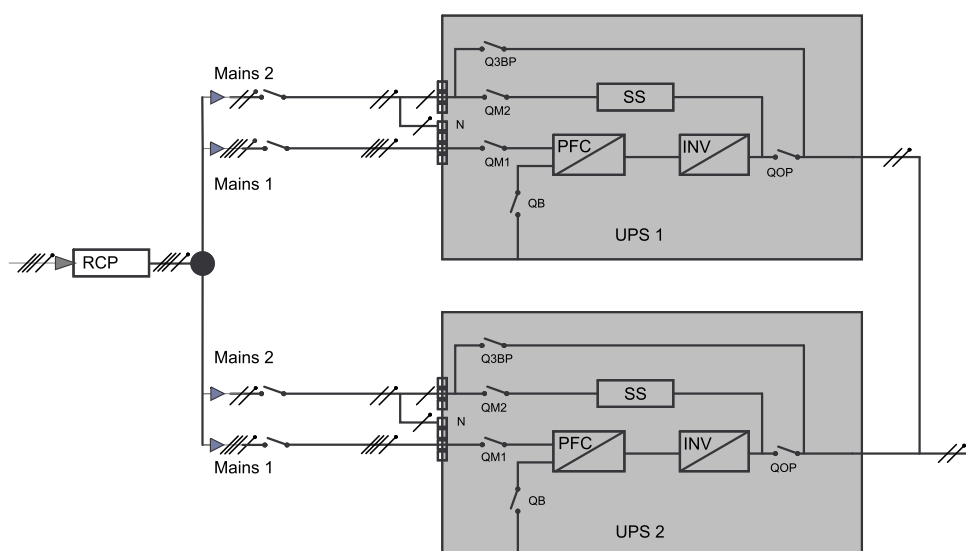 Mains 2
Q3BP
QM2
SS
N
Mains 1
QM1
PFC
INV
QOP
QB
UPS 1
RCP
Mains 2
Q3BP
QM2
SS
N
Mains 1
QM1
PFC
INV
QOP
QB
UPS 2